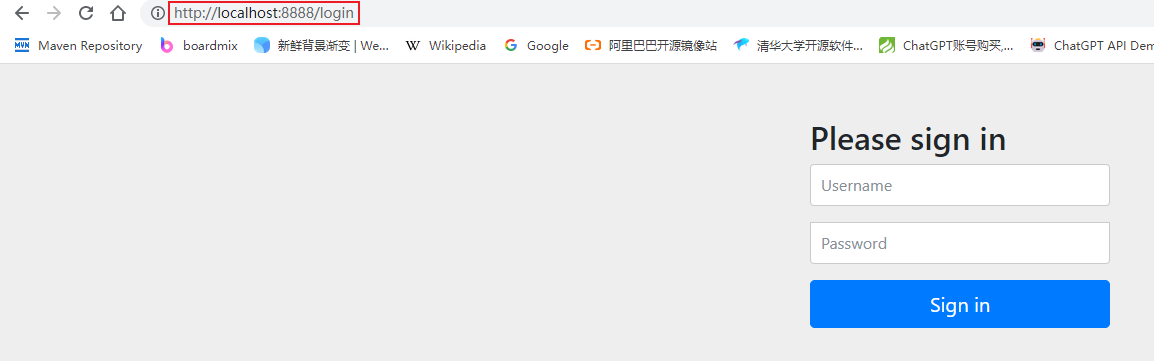 http://localhost:8888/login
Maven Repository boardmix 新鲜背景渐变 | We... W Wikipedia G Google 阿里巴巴开源镜像站 清华大学开源软件... ChatGPT账号购买,... ChatGPT API Dem
Please sign in
Username
Password
Sign in